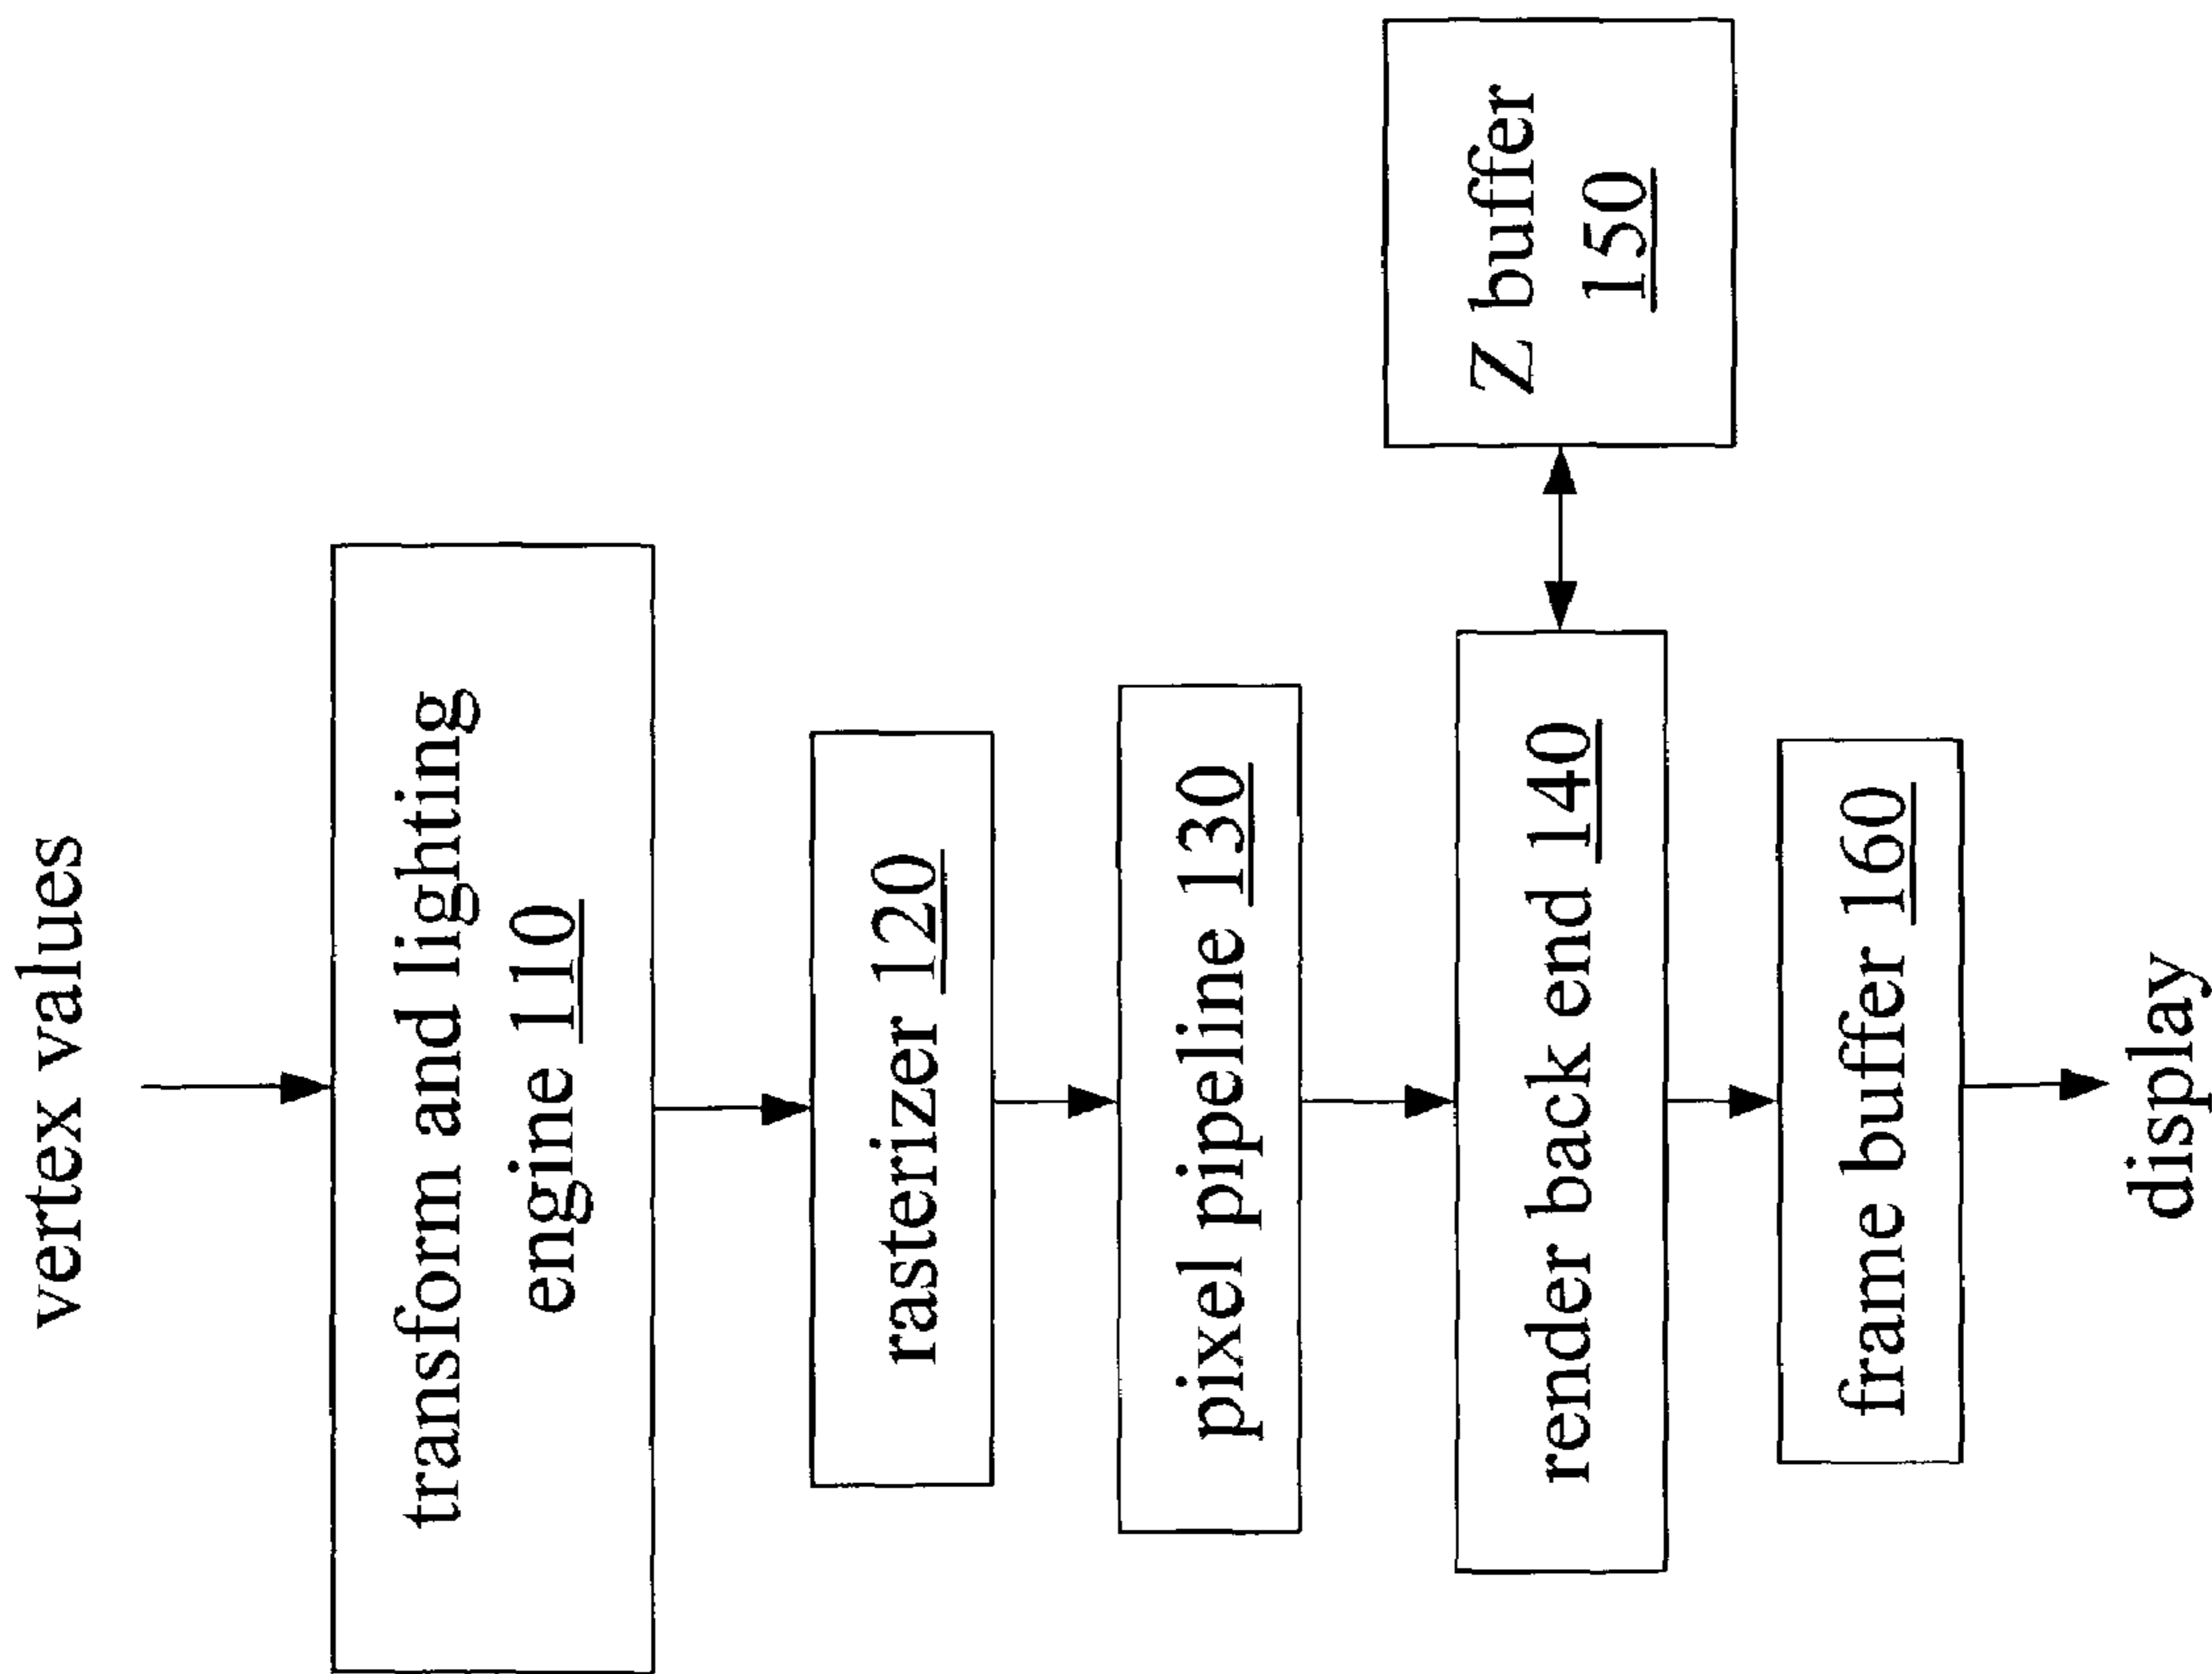 vertex values
transform and lighting
engine 110
rasterizer 120
pixel pipeline 130
render back end 140
Z buffer
150
frame buffer 160
display